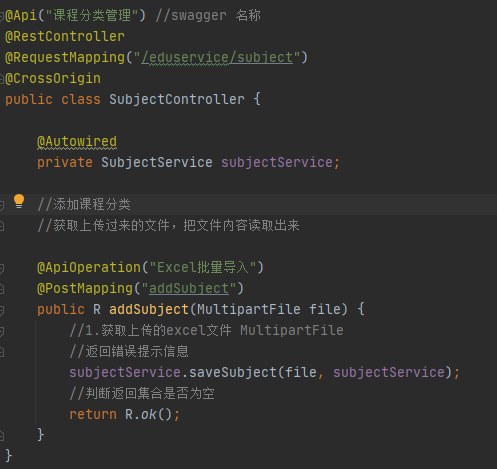 @Api("课程分类管理") //swagger 名称
@RestController
@RequestMapping("/eduservice/subject")
@CrossOrigin
public class SubjectController {
@Autowired
private SubjectService subjectService;
//添加课程分类
//获取上传过来的文件，把文件内容读取出来
@ApiOperation("Excel批量导入")
@PostMapping("addSubject")
public R addSubject(MultipartFile file) {
//1.获取上传的excel文件 MultipartFile
//返回错误提示信息
subjectService.saveSubject(file, subjectService);
//判断返回集合是否为空
return R.ok();
}
}